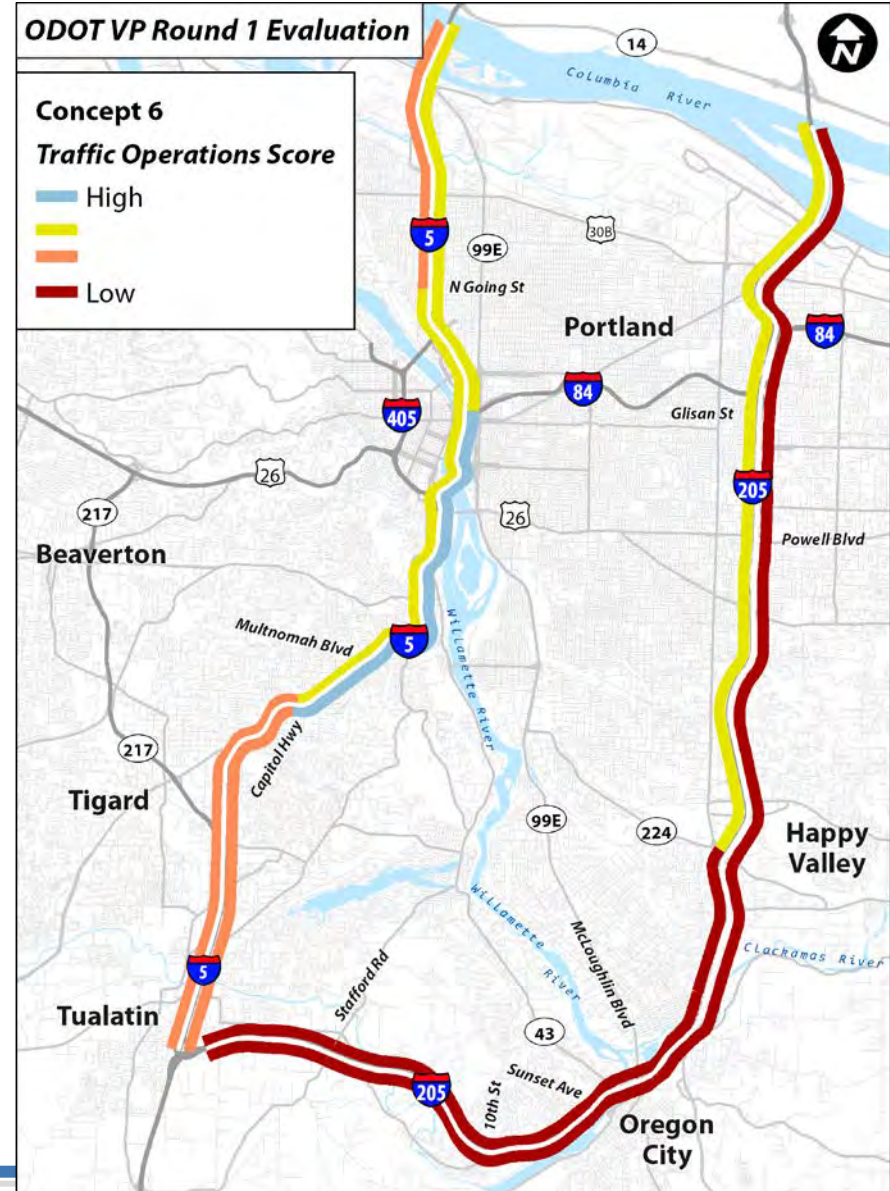 ODOT VP Round 1 Evaluation
Concept 6
Traffic Operations Score
High
Low
N
14
Columbia River
5
99E
30B
N Going St
Portland
84
84
405
Glisan St
26
205
217
26
Powell Blvd
Beaverton
Multnomah Blvd
5
Willamette River
Capitol Hwy
217
Tigard
99E
224
Happy
Valley
Willamette
River
McLoughlin Blvd
Clackamas River
5
Stafford Rd
Tualatin
43
Sunset Ave
10th St
205
Oregon
City